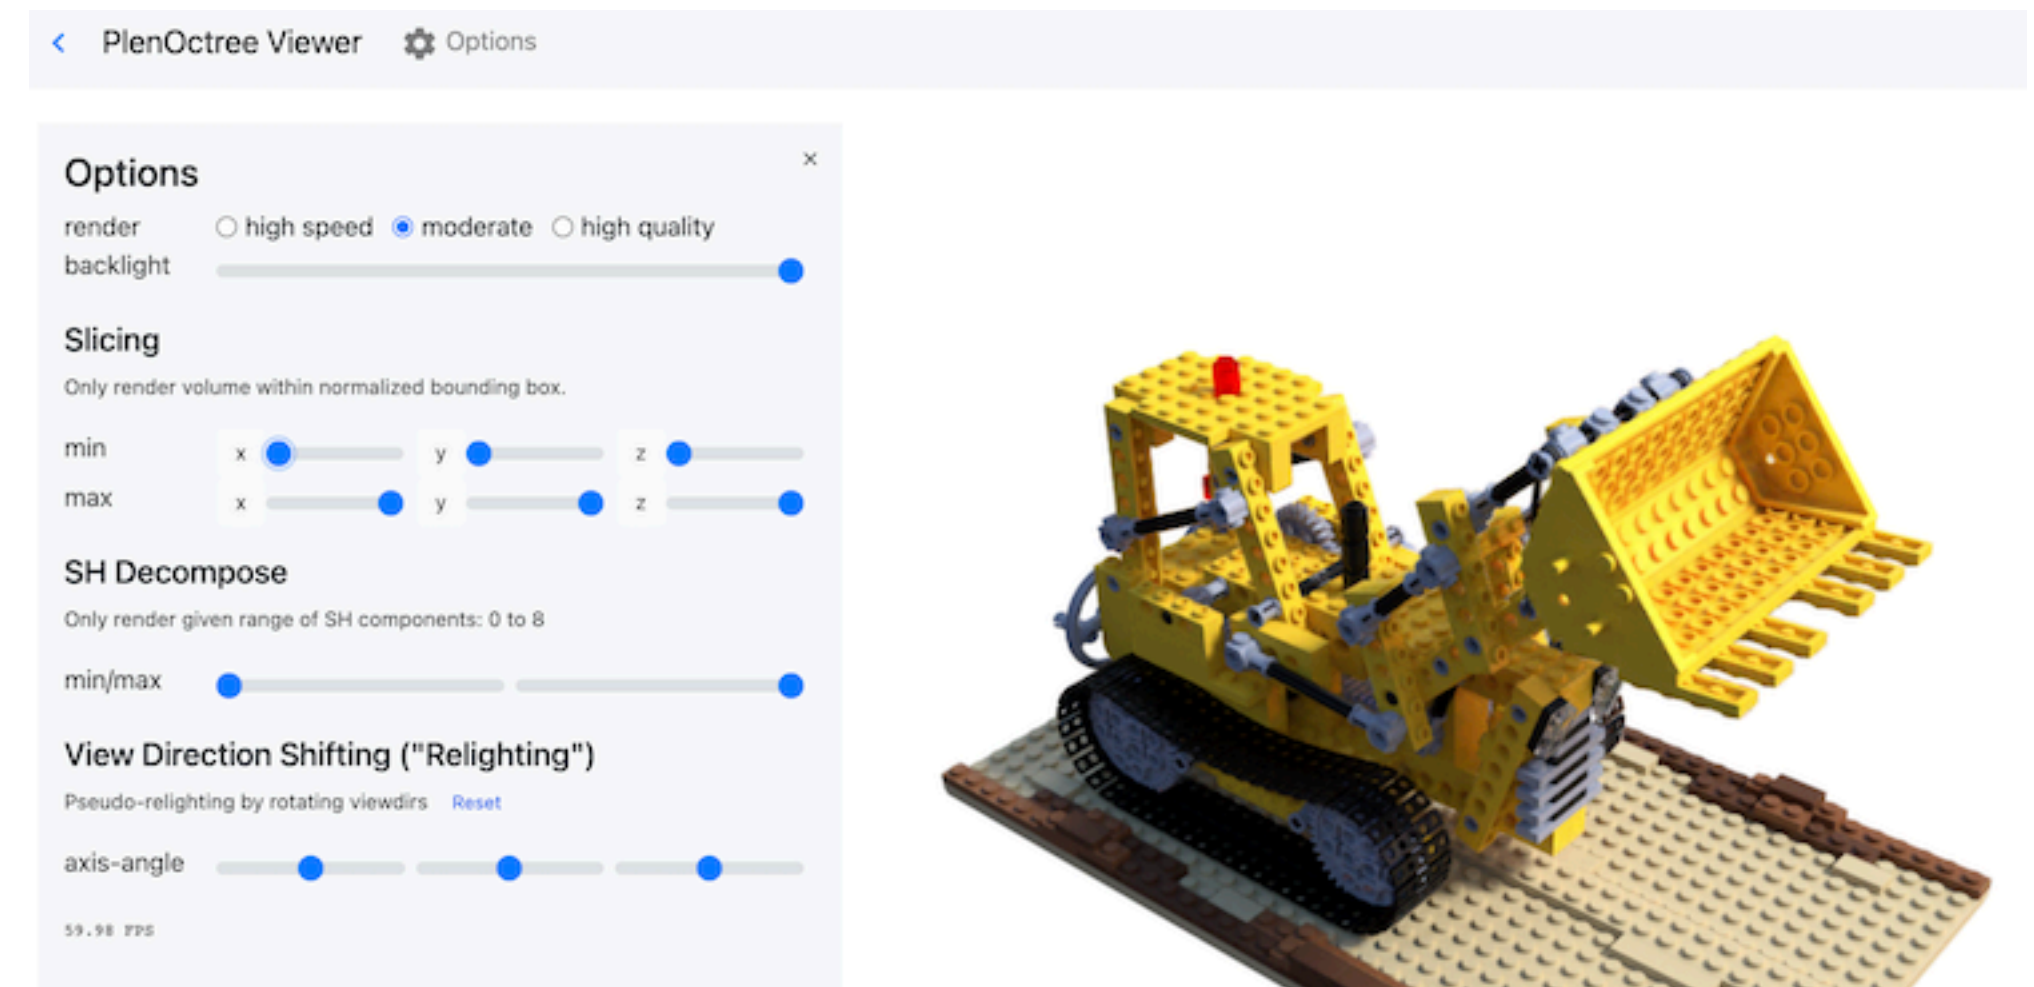 PlenOctree Viewer Options
Options
×
render high speed moderate high quality
backlight
Slicing
Only render volume within normalized bounding box.
min x y z
max x y z
SH Decompose
Only render given range of SH components: 0 to 8
min/max
View Direction Shifting ("Relighting")
Pseudo-relighting by rotating viewdirs Reset
axis-angle
59.98 FPS